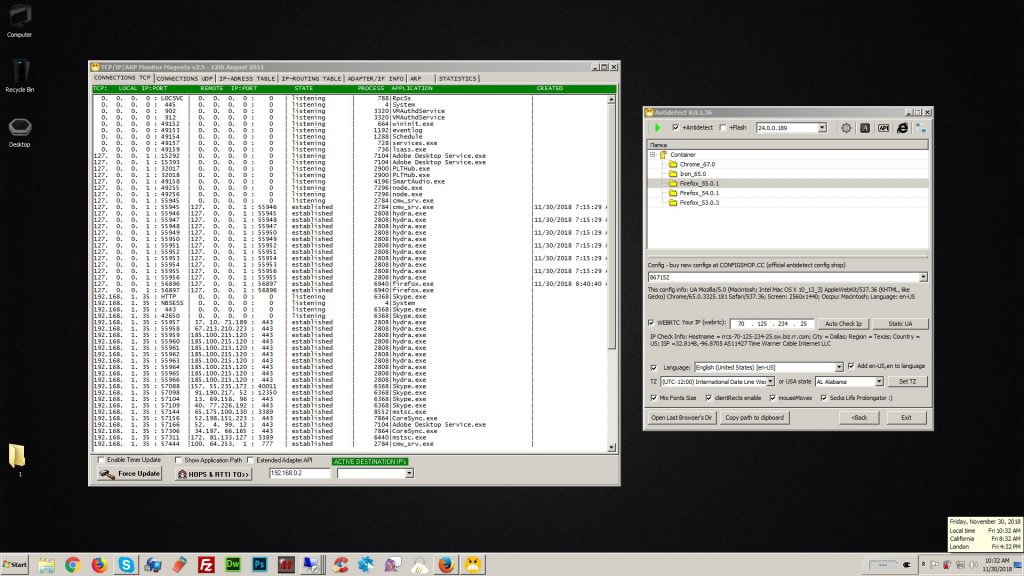 Computer
Recycle Bin
Desktop
1
TCP/IP/ARP Monitor Magenta v2.5 - 12th August 2011
CONNECTIONS TCP CONNECTIONS UDP IP-ADRESS TABLE IP-ROUTING TABLE ADAPTER/IF INFO ARP STATISTICS
TCP: LOCAL IP:PORT REMOTE IP:PORT STATE PROCESS APPLICATION CREATED
0. 0. 0. 0 : LOCSVC | 0. 0. 0. 0 : 0 | listening | 788| RpcSs |
0. 0. 0. 0 : 445 | 0. 0. 0. 0 : 0 | listening | 4| System |
0. 0. 0. 0 : 902 | 0. 0. 0. 0 : 0 | listening | 3320| VMAuthdService |
0. 0. 0. 0 : 912 | 0. 0. 0. 0 : 0 | listening | 3320| VMAuthdService |
0. 0. 0. 0 : 49152 | 0. 0. 0. 0 : 0 | listening | 664| wininit.exe |
0. 0. 0. 0 : 49153 | 0. 0. 0. 0 : 0 | listening | 1192| eventlog |
0. 0. 0. 0 : 49154 | 0. 0. 0. 0 : 0 | listening | 1288| Schedule |
0. 0. 0. 0 : 49157 | 0. 0. 0. 0 : 0 | listening | 728| services.exe |
0. 0. 0. 0 : 49159 | 0. 0. 0. 0 : 0 | listening | 736| lsass.exe |
127. 0. 0. 1 : 15292 | 0. 0. 0. 0 : 0 | listening | 7104| Adobe Desktop Service.exe |
127. 0. 0. 1 : 15393 | 0. 0. 0. 0 : 0 | listening | 7104| Adobe Desktop Service.exe |
127. 0. 0. 1 : 32017 | 0. 0. 0. 0 : 0 | listening | 2900| PLTHub.exe |
127. 0. 0. 1 : 32018 | 0. 0. 0. 0 : 0 | listening | 2900| PLTHub.exe |
127. 0. 0. 1 : 49158 | 0. 0. 0. 0 : 0 | listening | 4196| SmartAudio.exe |
127. 0. 0. 1 : 49255 | 0. 0. 0. 0 : 0 | listening | 7296| node.exe |
127. 0. 0. 1 : 49256 | 0. 0. 0. 0 : 0 | listening | 7296| node.exe |
127. 0. 0. 1 : 55945 | 0. 0. 0. 0 : 0 | listening | 2784| cmw_srv.exe |
127. 0. 0. 1 : 55945 |127. 0. 0. 1 : 55946 | established | 2784| cmw_srv.exe | 11/30/2018 7:15:29
127. 0. 0. 1 : 55946 |127. 0. 0. 1 : 55945 | established | 2808| hydra.exe |
127. 0. 0. 1 : 55947 |127. 0. 0. 1 : 55948 | established | 2808| hydra.exe | 11/30/2018 7:15:29
127. 0. 0. 1 : 55948 |127. 0. 0. 1 : 55947 | established | 2808| hydra.exe |
127. 0. 0. 1 : 55949 |127. 0. 0. 1 : 55950 | established | 2808| hydra.exe | 11/30/2018 7:15:29
127. 0. 0. 1 : 55950 |127. 0. 0. 1 : 55949 | established | 2808| hydra.exe |
127. 0. 0. 1 : 55951 |127. 0. 0. 1 : 55952 | established | 2808| hydra.exe | 11/30/2018 7:15:29
127. 0. 0. 1 : 55952 |127. 0. 0. 1 : 55951 | established | 2808| hydra.exe |
127. 0. 0. 1 : 55953 |127. 0. 0. 1 : 55954 | established | 2808| hydra.exe | 11/30/2018 7:15:29
127. 0. 0. 1 : 55954 |127. 0. 0. 1 : 55953 | established | 2808| hydra.exe |
127. 0. 0. 1 : 55955 |127. 0. 0. 1 : 55956 | established | 2808| hydra.exe | 11/30/2018 7:15:29
127. 0. 0. 1 : 55956 |127. 0. 0. 1 : 55955 | established | 2808| hydra.exe |
127. 0. 0. 1 : 56896 |127. 0. 0. 1 : 56897 | established | 6940| firefox.exe | 11/30/2018 8:40:40
127. 0. 0. 1 : 56897 |127. 0. 0. 1 : 56896 | established | 6940| firefox.exe |
192.168. 1. 35 : HTTP | 0. 0. 0. 0 : 0 | listening | 6368| Skype.exe |
192.168. 1. 35 : NBSESS | 0. 0. 0. 0 : 0 | listening | 4| System |
192.168. 1. 35 : 443 | 0. 0. 0. 0 : 0 | listening | 6368| Skype.exe |
192.168. 1. 35 : 42650 | 0. 0. 0. 0 : 0 | listening | 6368| Skype.exe |
192.168. 1. 35 : 55957 | 37. 10. 71.189 : 443 | established | 2808| hydra.exe |
192.168. 1. 35 : 55958 | 67.213.210.223 : 443 | established | 2808| hydra.exe |
192.168. 1. 35 : 55959 |185.185.215.120 : 443 | established | 2808| hydra.exe |
192.168. 1. 35 : 55960 |185.185.215.120 : 443 | established | 2808| hydra.exe |
192.168. 1. 35 : 55961 |185.185.215.120 : 443 | established | 2808| hydra.exe |
192.168. 1. 35 : 55962 |185.185.215.120 : 443 | established | 2808| hydra.exe |
192.168. 1. 35 : 55963 |185.185.215.120 : 443 | established | 2808| hydra.exe |
192.168. 1. 35 : 55964 |185.185.215.120 : 443 | established | 2808| hydra.exe |
192.168. 1. 35 : 55965 |185.185.215.120 : 443 | established | 2808| hydra.exe |
192.168. 1. 35 : 55966 |185.185.215.120 : 443 | established | 2808| hydra.exe |
192.168. 1. 35 : 57088 |157. 55.235.172 : 40011 | established | 6368| Skype.exe |
192.168. 1. 35 : 57098 | 91.190.217. 52 : 12350 | established | 6368| Skype.exe |
192.168. 1. 35 : 57104 | 13. 69.158. 96 : 443 | established | 6368| Skype.exe |
192.168. 1. 35 : 57109 | 40. 77.226.192 : 443 | established | 6368| Skype.exe |
192.168. 1. 35 : 57144 | 65.175.100.130 : 3389 | established | 8552| mstsc.exe |
192.168. 1. 35 : 57156 | 52.198.151.223 : 443 | established | 7864| CoreSync.exe |
192.168. 1. 35 : 57166 | 52. 4. 99. 12 : 443 | established | 7104| Adobe Desktop Service.exe |
192.168. 1. 35 : 57306 | 34.197. 66.165 : 443 | established | 7864| CoreSync.exe |
192.168. 1. 35 : 57311 |172. 81.133.127 : 3389 | established | 6440| mstsc.exe |
192.168. 1. 35 : 57444 |100. 64.253. 1 : 777 | established | 2784| cmw_srv.exe |
Enable Timer Update Show Application Path Extended Adapter API ACTIVE DESTINATION IP's
Force Update HOPS & RTTI TO>> 192.168.0.2
Antidetect 8.0.1.36
+Antidetect +Flash 24.0.0.189 A API
Папка
Container
Chrome_67.0
Iron_65.0
Firefox_55.0.1
Firefox_54.0.1
Firefox_53.0.3
Config - buy new configs at CONFIGSHOP.CC (official antidetect config shop)
867152
This config info: UA Mozilla/5.0 (Macintosh; Intel Mac OS X 10_13_3) AppleWebKit/537.36 (KHTML, like
Gecko) Chrome/65.0.3325.181 Safari/537.36; Screen: 2560x1440; Oscpu: Macintosh; Language: en-US
WEBRTC Your IP (webrtc): 70 . 125 . 234 . 25 Auto Check Ip Static UA
IP Check Info: Hostname = rrcs-70-125-234-25.sw.biz.rr.com; City = Dallas; Region = Texas; Country =
US; ISP =32.8148,-96.8705 AS11427 Time Warner Cable Internet LLC
Language: English (United States) [en-US] Add en-US,en to language
TZ (UTC-12:00) International Date Line Wes or USA state AL Alabama Set TZ
Mix Fonts Size clientRects enable mouseMoves Socks Life Prolongator :)
Open Last Browser's Dir Copy path to clipboard <Back Exit
Friday, November 30, 2018
Local time Fri 10:32 AM
California Fri 8:32 AM
London Fri 4:32 PM
Start
Dw
Ps
10:32 AM
11/30/2018